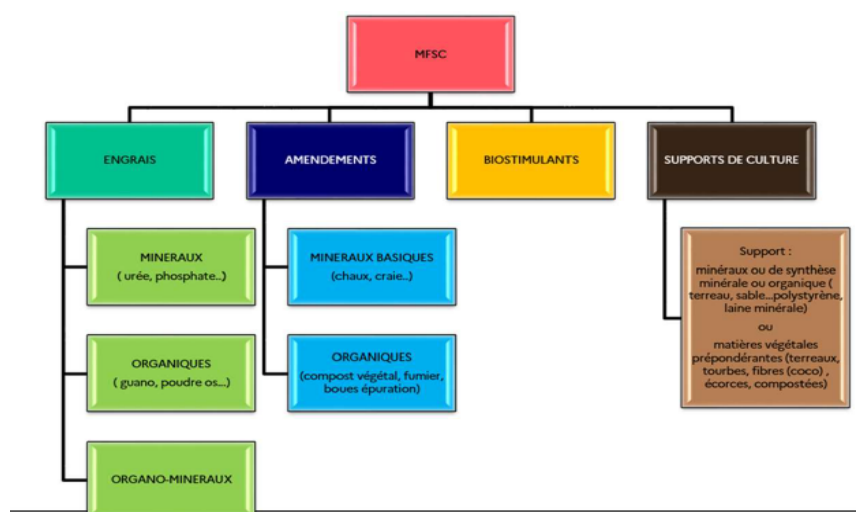 MFSC
ENGRAIS
AMENDEMENTS
BIOSTIMULANTS
SUPPORTS DE CULTURE
MINERAUX
( urée, phosphate..)
MINERAUX BASIQUES
(chaux, craie..)
Support :
minéraux ou de synthèse
minérale ou organique (
terreau, sable...polystyrène,
laine minérale)
ou
matières végétales
prépondérantes (terreaux,
tourbes, fibres (coco) ,
écorces, compostées)
ORGANIQUES
( guano, poudre os...)
ORGANIQUES
(compost végétal, fumier,
boues épuration)
ORGANO-MINERAUX